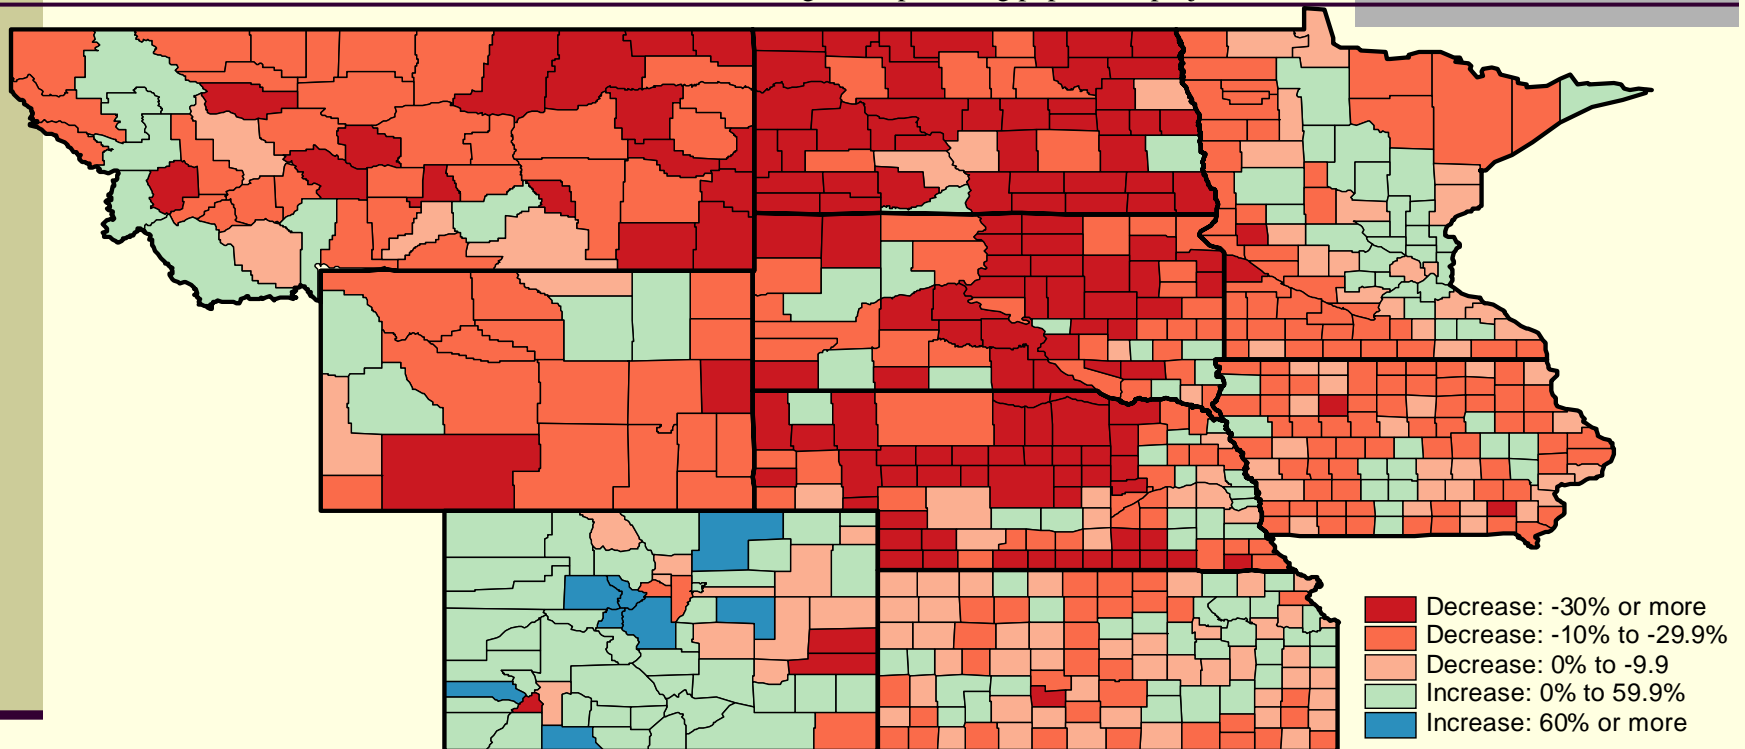 Decrease: -30% or more
Decrease: -10% to -29.9%
Decrease: 0% to -9.9
Increase: 0% to 59.9%
Increase: 60% or more